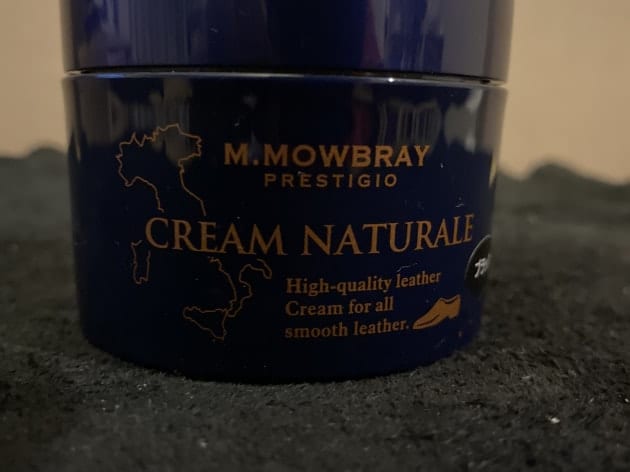 M.MOWBRAY
PRESTIGIO
CREAM NATURALE
High-quality leather
Cream for all
smooth leather.